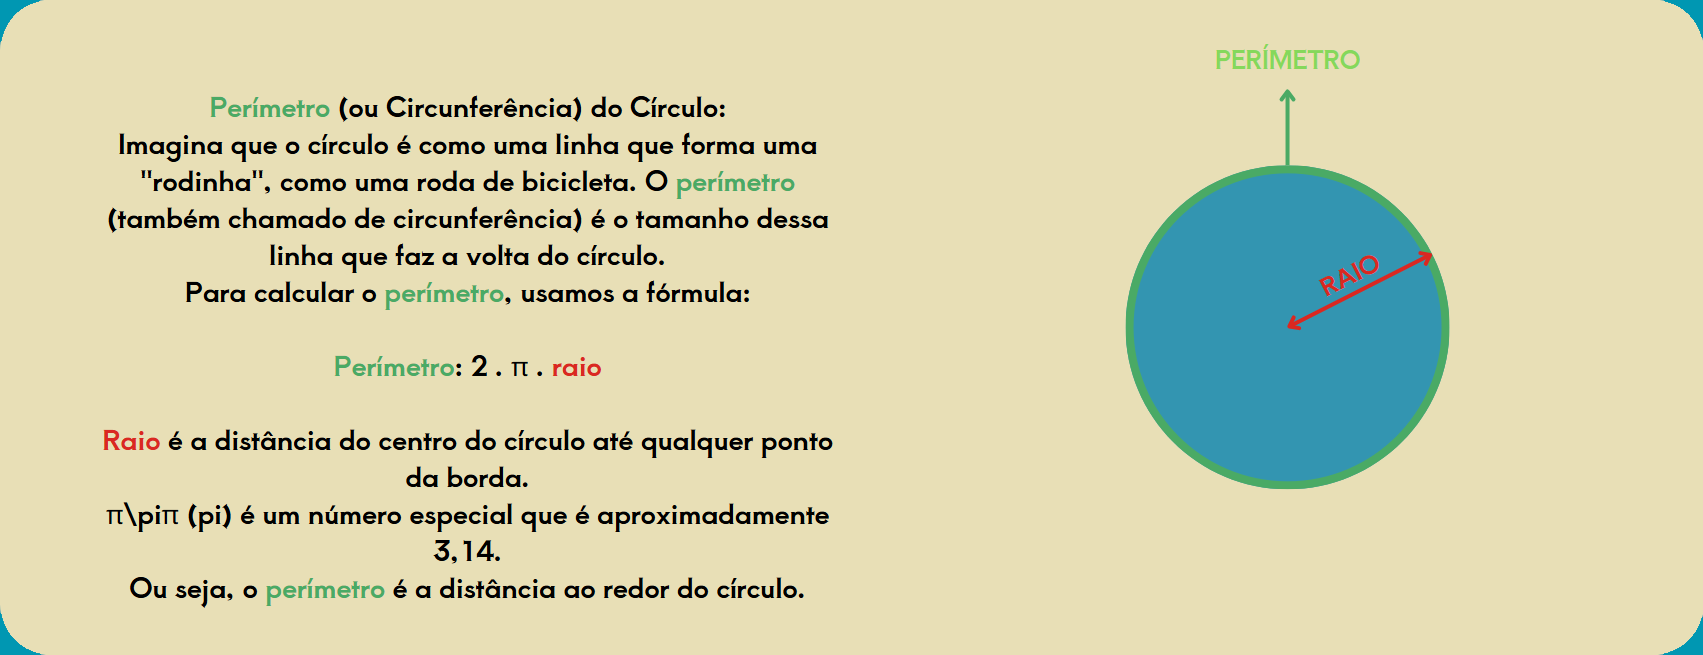 Perímetro (ou Circunferência) do Círculo:
Imagina que o círculo é como uma linha que forma uma
"rodinha", como uma roda de bicicleta. O perímetro
(também chamado de circunferência) é o tamanho dessa
linha que faz a volta do círculo.
Para calcular o perímetro, usamos a fórmula:
Perímetro: 2 . π . raio
Raio é a distância do centro do círculo até qualquer ponto
da borda.
π\piπ (pi) é um número especial que é aproximadamente
3,14.
Ou seja, o perímetro é a distância ao redor do círculo.
PERÍMETRO
RAIO